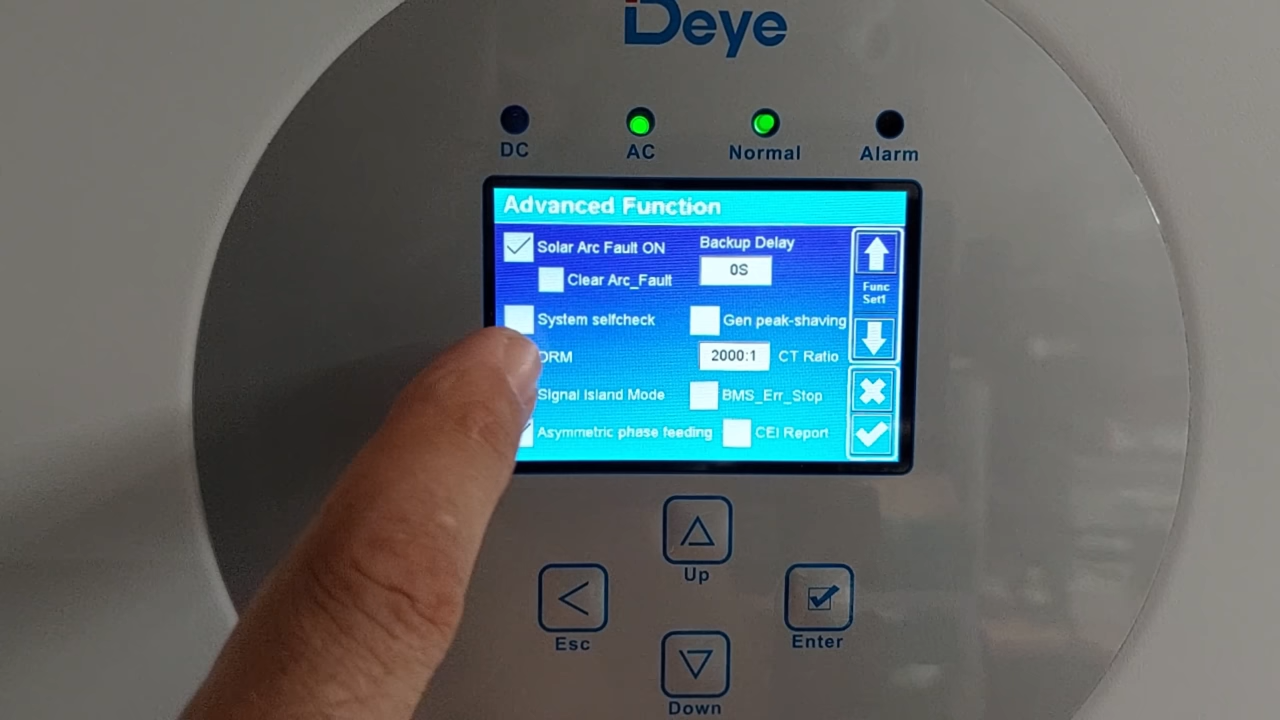 Deye
DC AC Normal Alarm
Advanced Function
Solar Arc Fault ON
Backup Delay
0S
Clear Arc_Fault
Func
Set1
System selfcheck
Gen peak-shaving
DRM
2000:1 CT Ratio
Signal Island Mode
BMS_Err_Stop
Asymmetric phase feeding
CEI Report
Up
Esc
Enter
Down